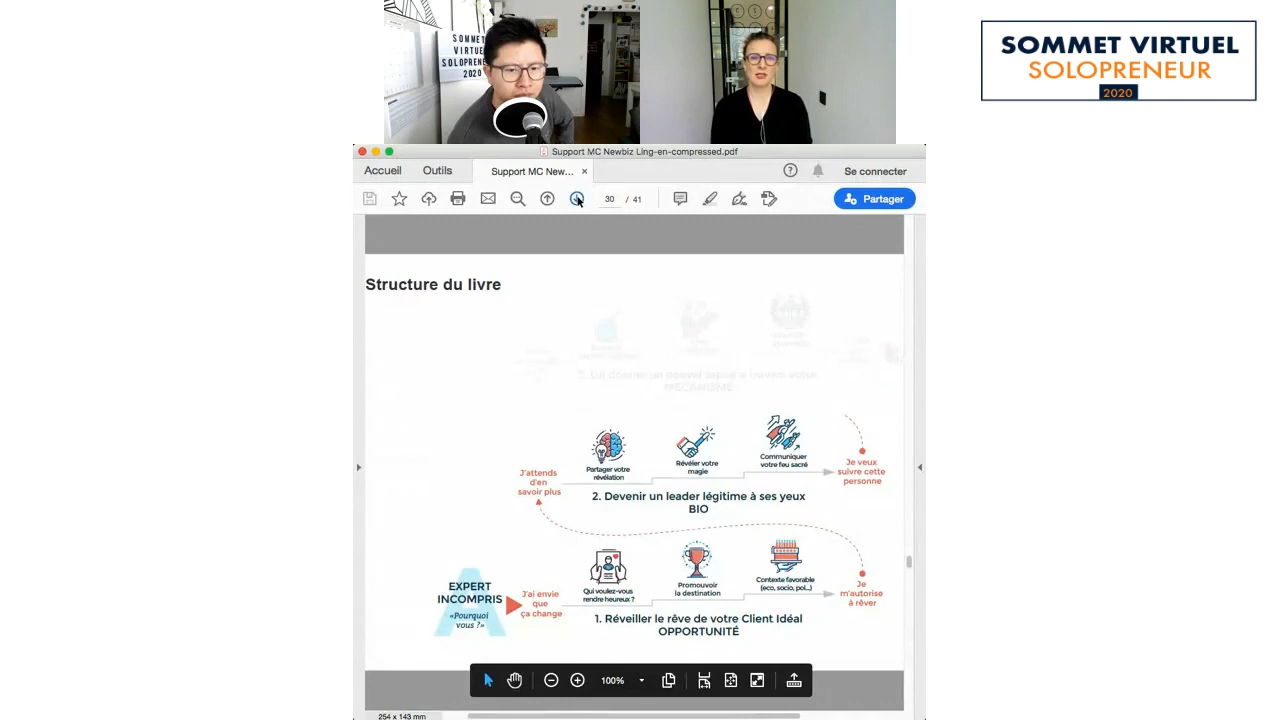 SOMMET
VIRTUEL
SOLOPRENEUR
2020
SOMMET VIRTUEL
SOLOPRENEUR
2020
Support MC Newbiz Ling-en-compressed.pdf
Accueil
Outils
Support MC New...
Se connecter
30 / 41
Partager
Structure du livre
MÉCANISME
Partager votre
révélation
Révéler votre
magie
Communiquer
votre feu sacré
J'attends
d'en
savoir plus
Je veux
suivre cette
personne
2. Devenir un leader légitime à ses yeux
BIO
EXPERT
INCOMPRIS
«Pourquoi
vous ?»
J'ai envie
que
ça change
Qui voulez-vous
rendre heureux ?
Promouvoir
la destination
Contexte favorable
(eco, socio, pol...)
Je
m'autorise
à rêver
1. Réveiller le rêve de votre Client Idéal
OPPORTUNITÉ
100%
254 x 143 mm